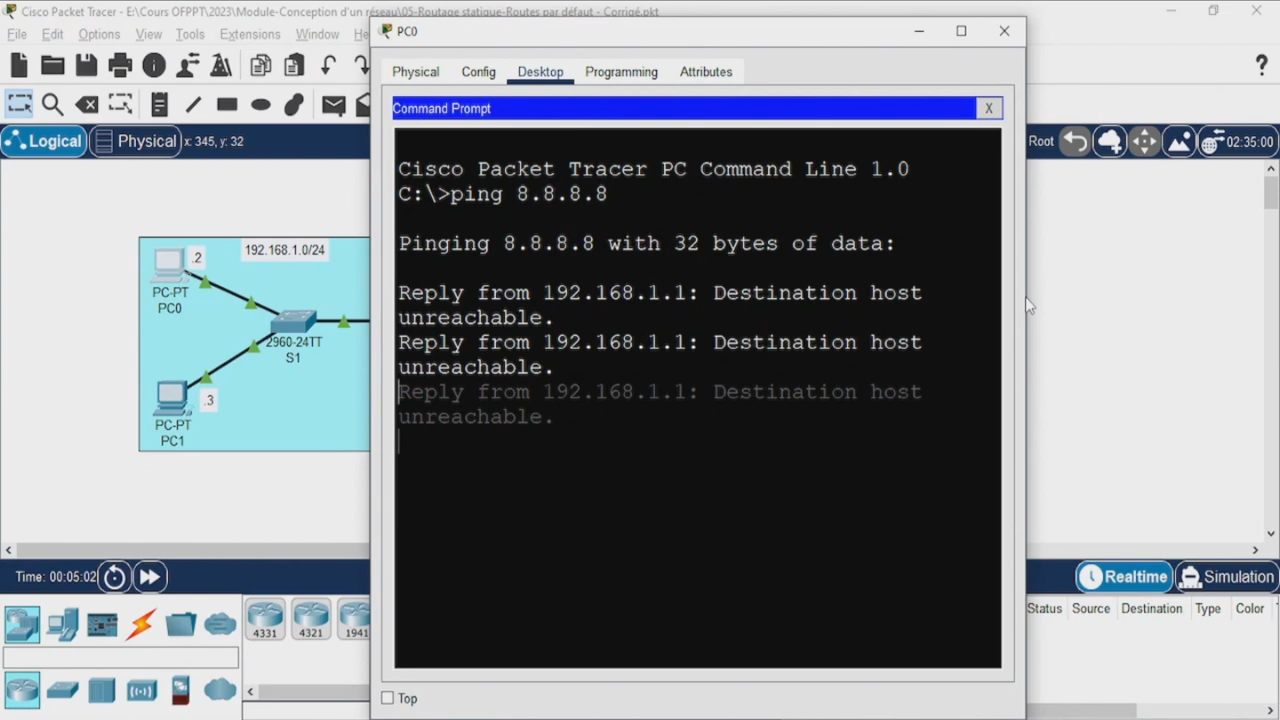 Cisco Packet Tracer - E:\Cours OFPPT\2023\Module-Conception d'un réseau\05-Routage statique-Routes par défaut - Corrigé.pkt
File Edit Options View Tools Extensions Window He
PC0
Physical Config Desktop Programming Attributes
Command Prompt
X
Logical Physical x: 345, y: 32
Root 02:35:00
Cisco Packet Tracer PC Command Line 1.0
C:\>ping 8.8.8.8
Pinging 8.8.8.8 with 32 bytes of data:
Reply from 192.168.1.1: Destination host
unreachable.
Reply from 192.168.1.1: Destination host
unreachable.
Reply from 192.168.1.1: Destination host
unreachable.
.2
192.168.1.0/24
PC-PT
PC0
2960-24TT
S1
.3
PC-PT
PC1
Time: 00:05:02
Realtime Simulation
4331 4321 1941
Status Source Destination Type Color
Top